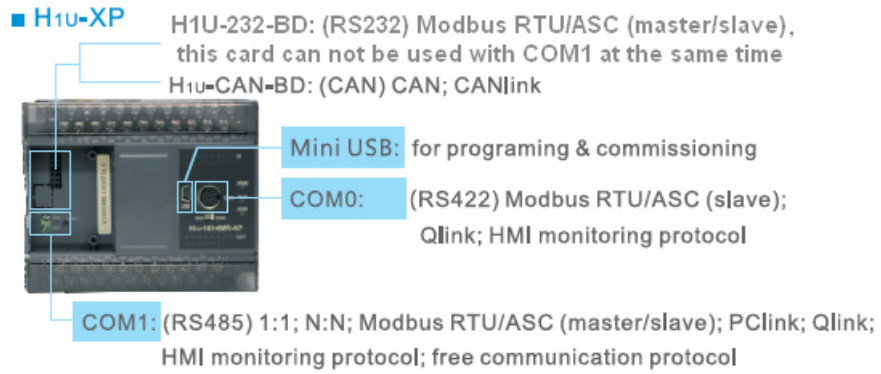 H1U-XP
H1U-232-BD: (RS232) Modbus RTU/ASC (master/slave),
this card can not be used with COM1 at the same time
H1U-CAN-BD: (CAN) CAN; CANlink
Mini USB: for programing & commissioning
COM0: (RS422) Modbus RTU/ASC (slave);
Qlink; HMI monitoring protocol
COM1: (RS485) 1:1; N:N; Modbus RTU/ASC (master/slave); PClink; Qlink;
HMI monitoring protocol; free communication protocol